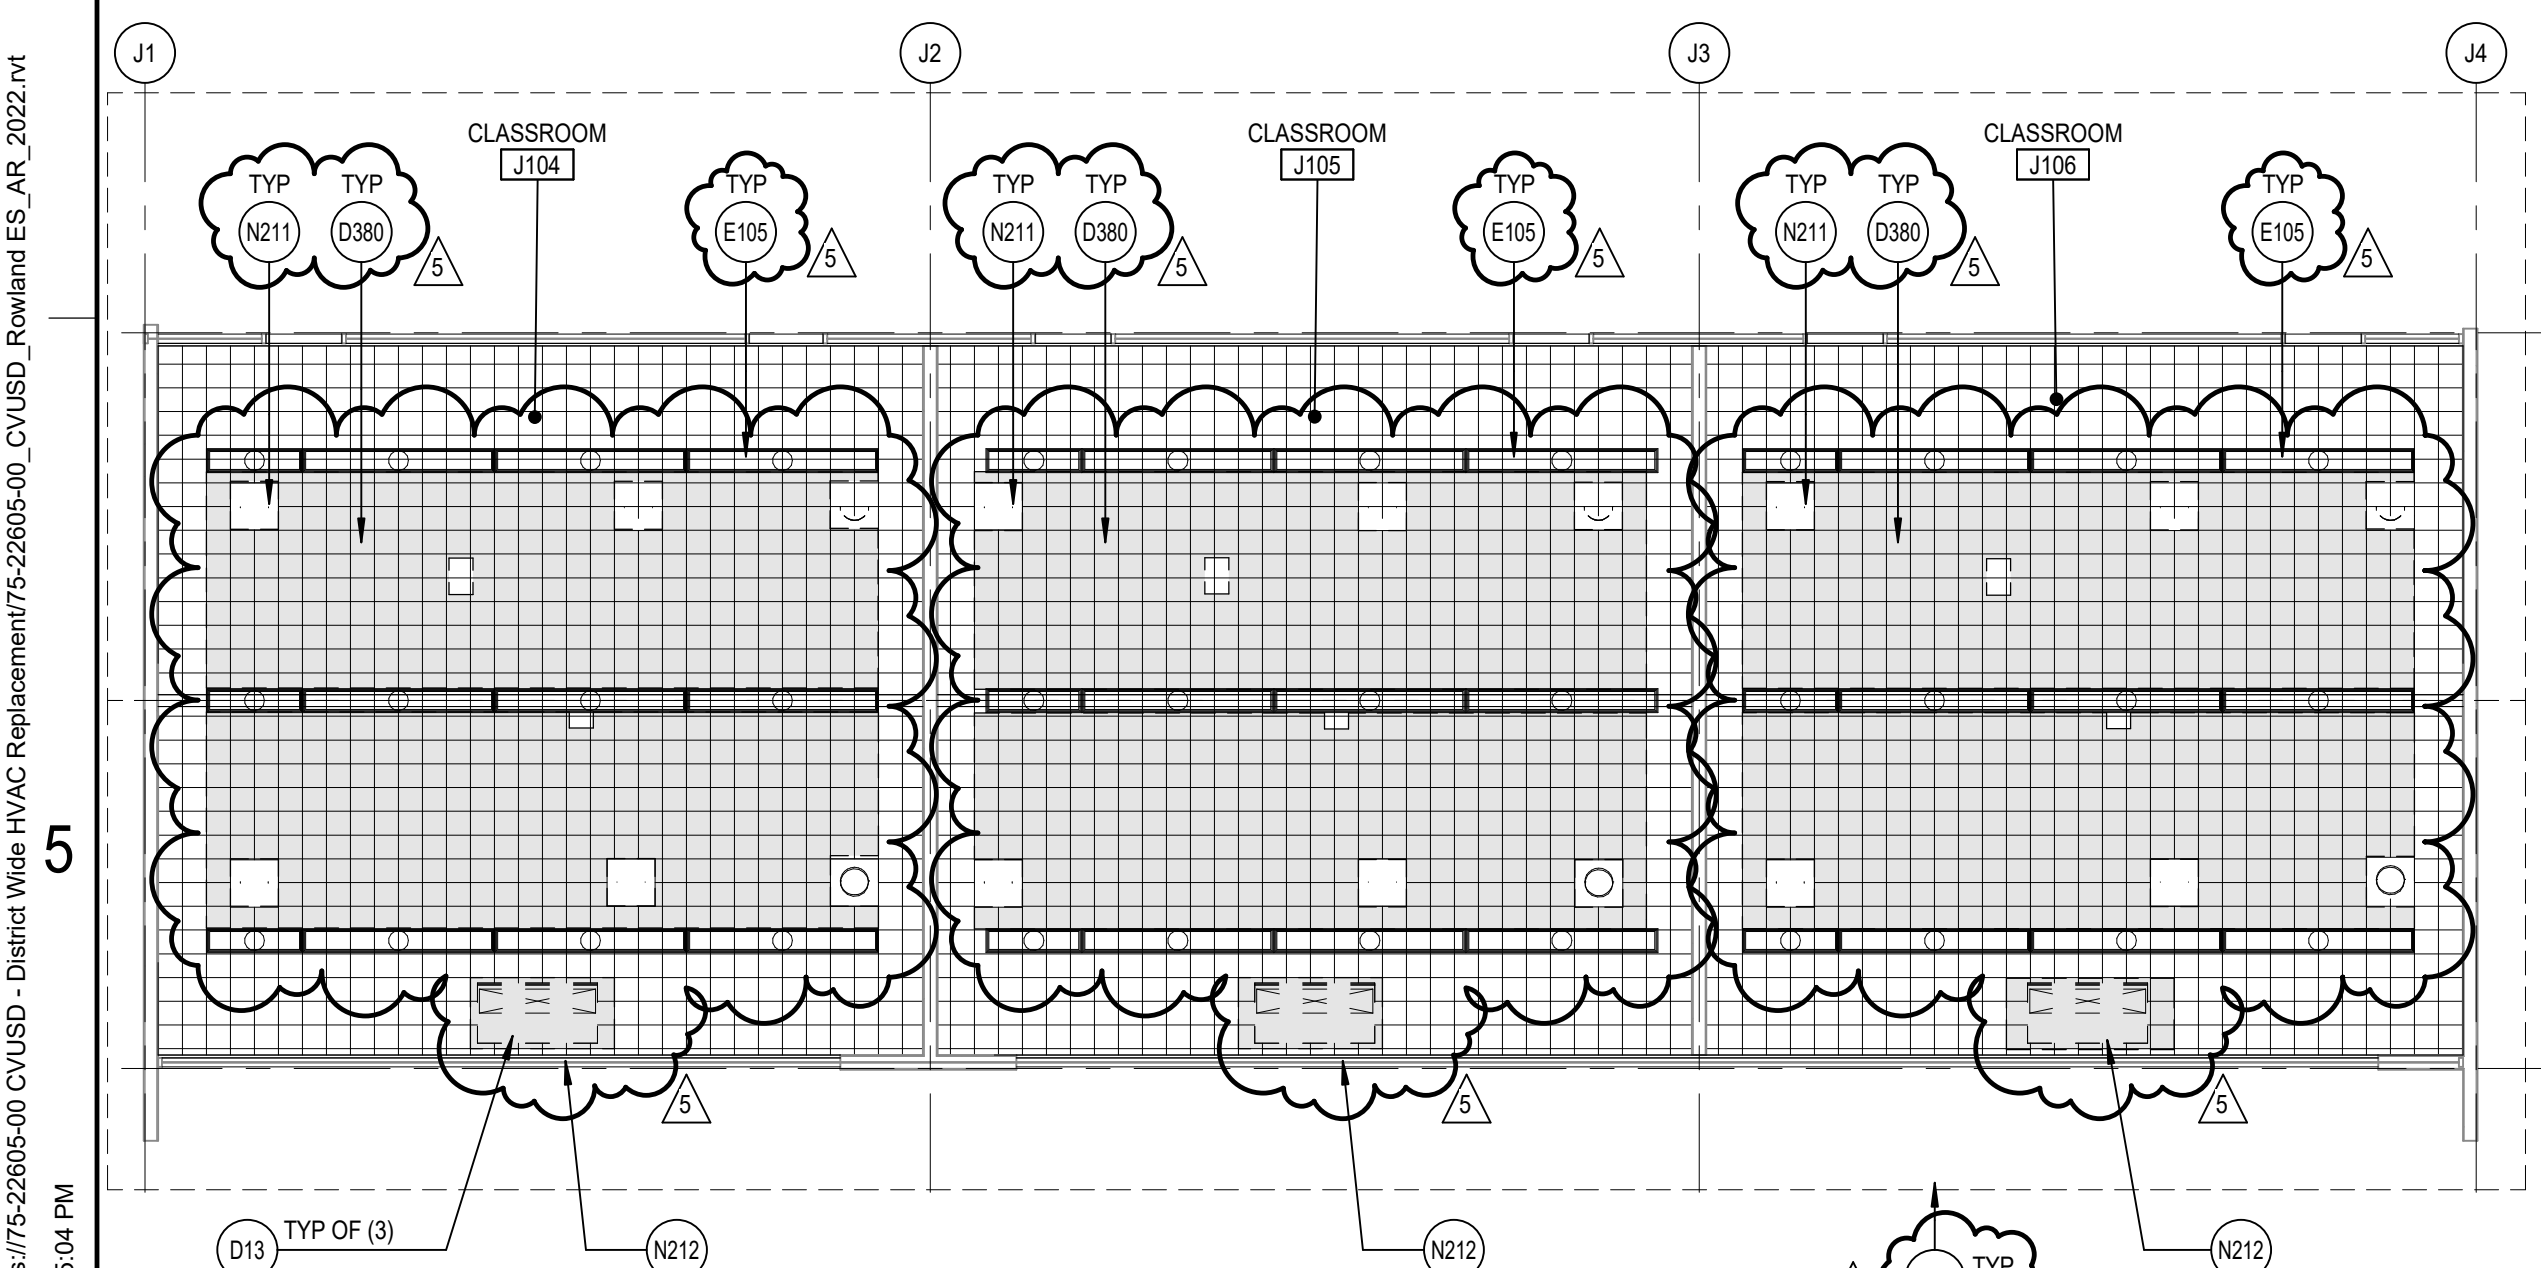 J1
J2
J3
J4
CLASSROOM
J104
CLASSROOM
J105
CLASSROOM
J106
TYP TYP
N211 D380
5
TYP
E105
5
TYP TYP
N211 D380
5
TYP
E105
5
TYP TYP
N211 D380
5
TYP
E105
5
5
5
5
5
D13 TYP OF (3)
N212
N212
TYP
N212
s://75-22605-00 CVUSD - District Wide HVAC Replacement/75-22605-00_CVUSD_Rowland ES_AR_2022.rvt
5:04 PM